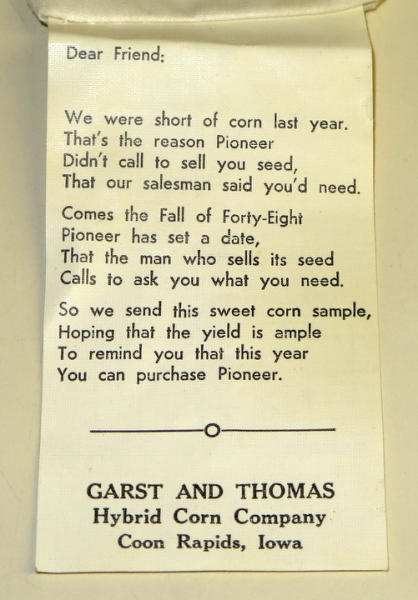 Dear Friend:
We were short of corn last year.
That's the reason Pioneer
Didn't call to sell you seed,
That our salesman said you'd need.
Comes the Fall of Forty-Eight
Pioneer has set a date,
That the man who sells its seed
Calls to ask you what you need.
So we send this sweet corn sample,
Hoping that the yield is ample
To remind you that this year
You can purchase Pioneer.
GARST AND THOMAS
Hybrid Corn Company
Coon Rapids, Iowa